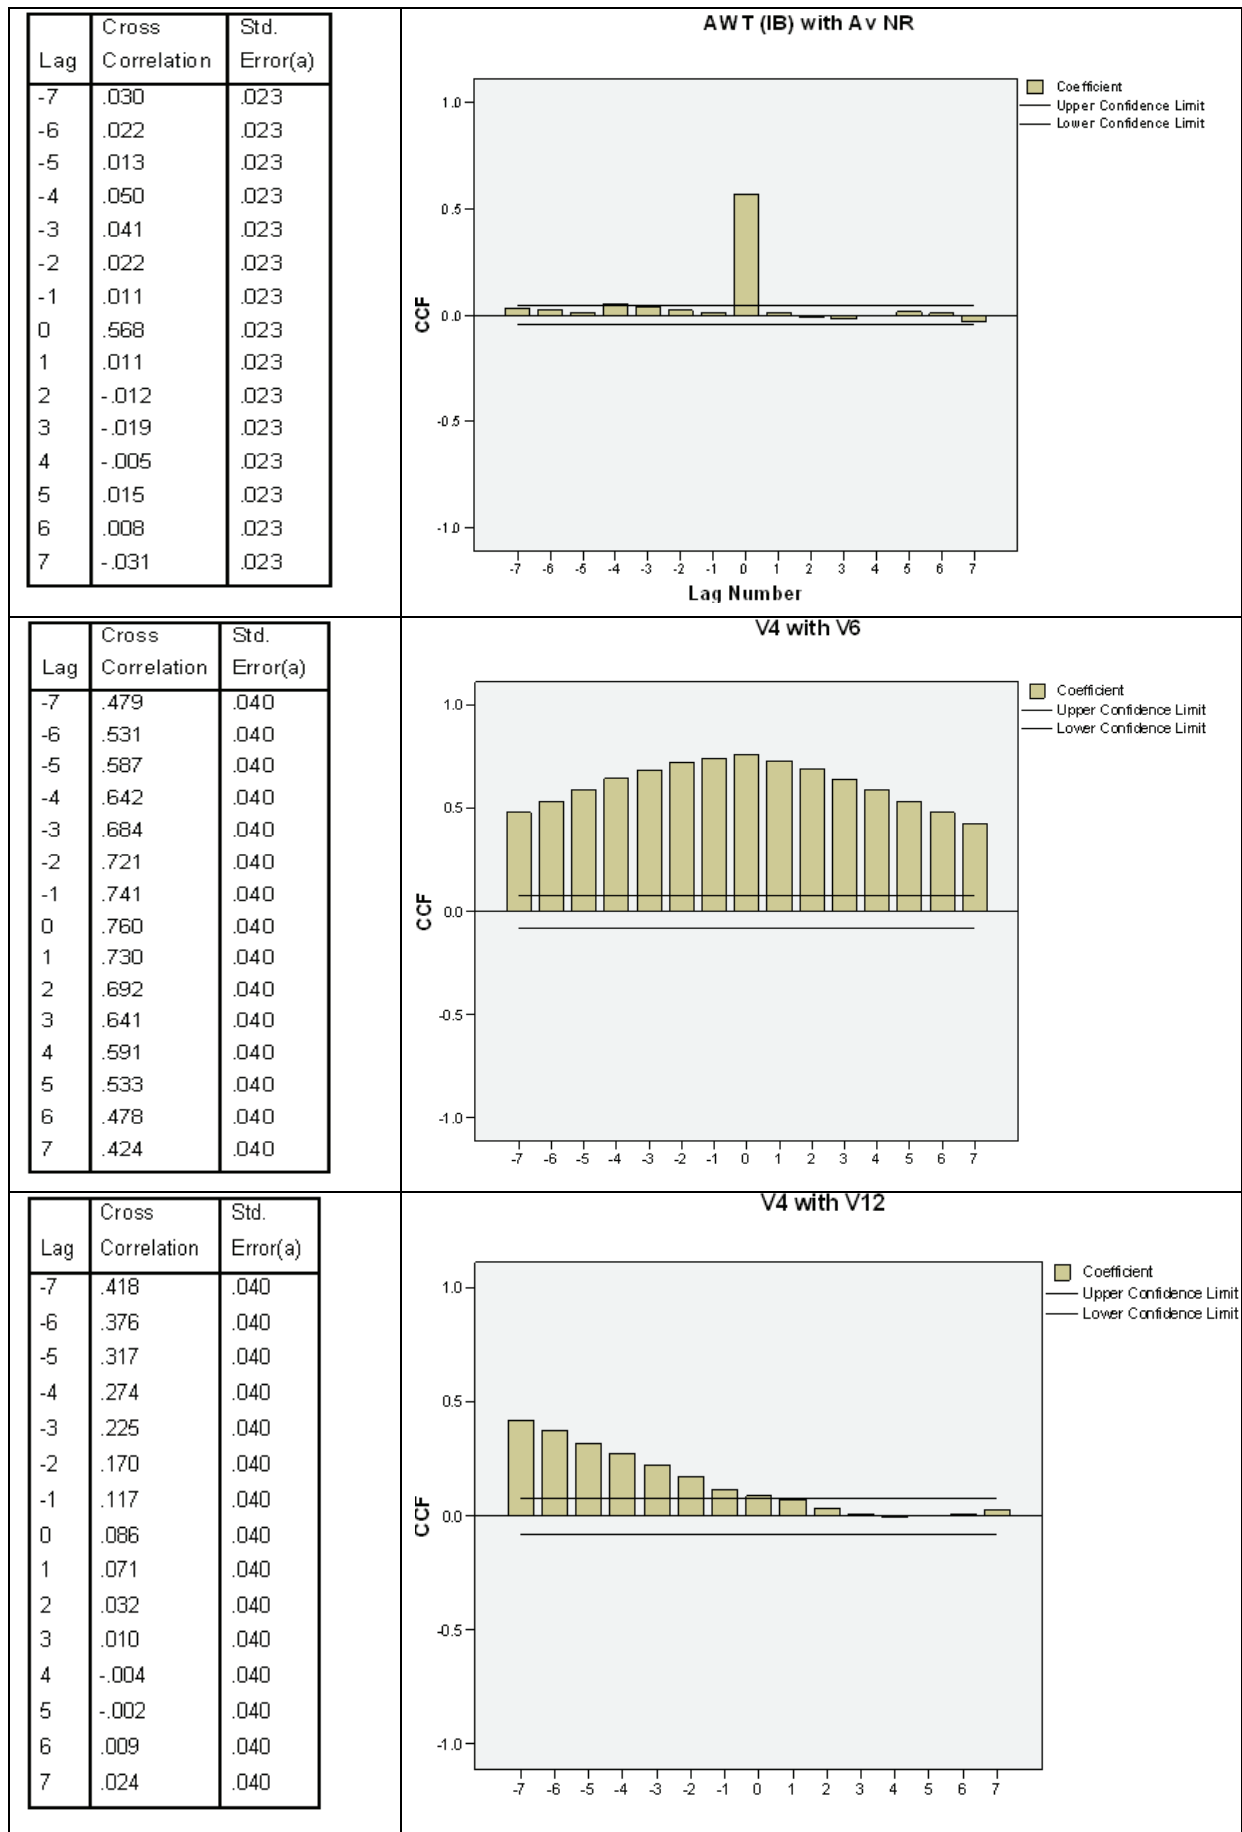 Cross Std.
Lag Correlation Error(a)
-7 .030 .023
-6 .022 .023
-5 .013 .023
-4 .050 .023
-3 .041 .023
-2 .022 .023
-1 .011 .023
0 .568 .023
1 .011 .023
2 -.012 .023
3 -.019 .023
4 -.005 .023
5 .015 .023
6 .008 .023
7 -.031 .023
AWT (IB) with Av NR
Coefficient
Upper Confidence Limit
Lower Confidence Limit
1.0
0.5
0.0
-0.5
-1.0
CCF
-7 -6 -5 -4 -3 -2 -1 0 1 2 3 4 5 6 7
Lag Number
Cross Std.
Lag Correlation Error(a)
-7 .479 .040
-6 .531 .040
-5 .587 .040
-4 .642 .040
-3 .684 .040
-2 .721 .040
-1 .741 .040
0 .760 .040
1 .730 .040
2 .692 .040
3 .641 .040
4 .591 .040
5 .533 .040
6 .478 .040
7 .424 .040
V4 with V6
Coefficient
Upper Confidence Limit
Lower Confidence Limit
1.0
0.5
0.0
-0.5
-1.0
CCF
-7 -6 -5 -4 -3 -2 -1 0 1 2 3 4 5 6 7
Cross Std.
Lag Correlation Error(a)
-7 .418 .040
-6 .376 .040
-5 .317 .040
-4 .274 .040
-3 .225 .040
-2 .170 .040
-1 .117 .040
0 .086 .040
1 .071 .040
2 .032 .040
3 .010 .040
4 -.004 .040
5 -.002 .040
6 .009 .040
7 .024 .040
V4 with V12
Coefficient
Upper Confidence Limit
Lower Confidence Limit
1.0
0.5
0.0
-0.5
-1.0
CCF
-7 -6 -5 -4 -3 -2 -1 0 1 2 3 4 5 6 7